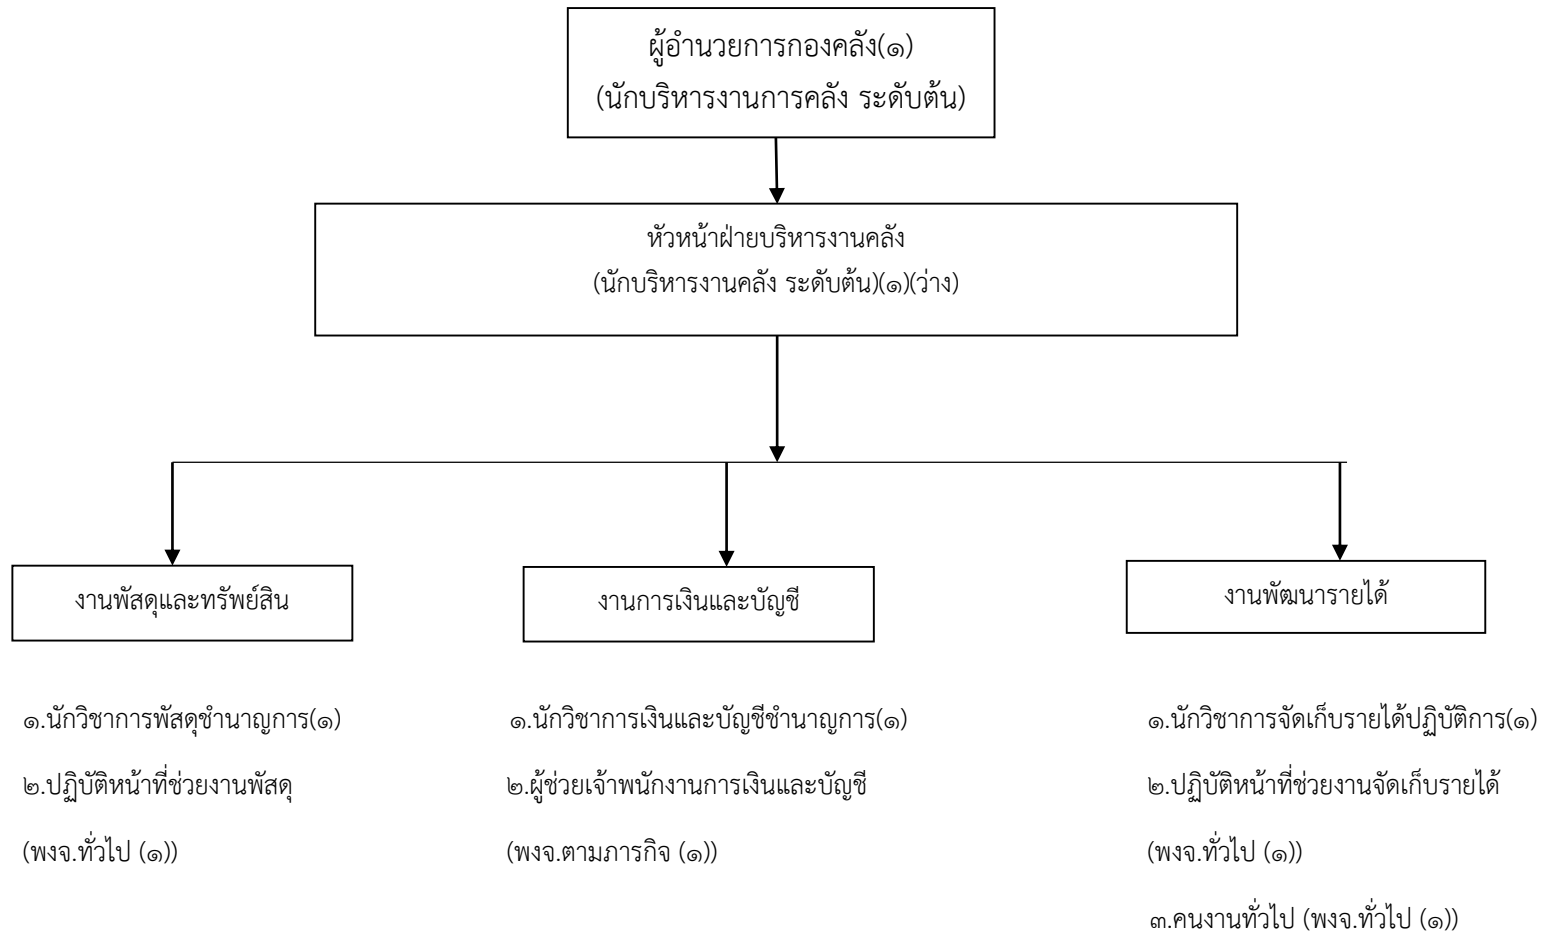 ผู้อำนวยการกองคลัง(๑)
(นักบริหารงานการคลัง ระดับต้น)
หัวหน้าฝ่ายบริหารงานคลัง
(นักบริหารงานคลัง ระดับต้น)(๑)(ว่าง)
งานพัสดุและทรัพย์สิน
๑.นักวิชาการพัสดุชำนาญการ(๑)
๒.ปฏิบัติหน้าที่ช่วยงานพัสดุ
(พงจ.ทั่วไป (๑))
งานการเงินและบัญชี
๑.นักวิชาการเงินและบัญชีชำนาญการ(๑)
๒.ผู้ช่วยเจ้าพนักงานการเงินและบัญชี
(พงจ.ตามภารกิจ (๑))
งานพัฒนารายได้
๑.นักวิชาการจัดเก็บรายได้ปฏิบัติการ(๑)
๒.ปฏิบัติหน้าที่ช่วยงานจัดเก็บรายได้
(พงจ.ทั่วไป (๑))
๓.คนงานทั่วไป (พงจ.ทั่วไป (๑))